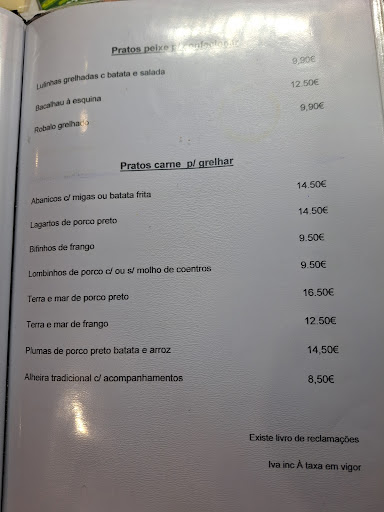 Pratos peixe p/ confecionar
Lulinhas grelhadas c batata e salada 9,90€
Bacalhau à esquina 12.50€
Robalo grelhado 9,90€
Pratos carne p/ grelhar
Abanicos c/ migas ou batata frita 14.50€
Lagartos de porco preto 14.50€
Bifinhos de frango 9.50€
Lombinhos de porco c/ ou s/ molho de coentros 9.50€
Terra e mar de porco preto 16.50€
Terra e mar de frango 12.50€
Plumas de porco preto batata e arroz 14,50€
Alheira tradicional c/ acompanhamentos 8,50€
Existe livro de reclamações
Iva inc À taxa em vigor